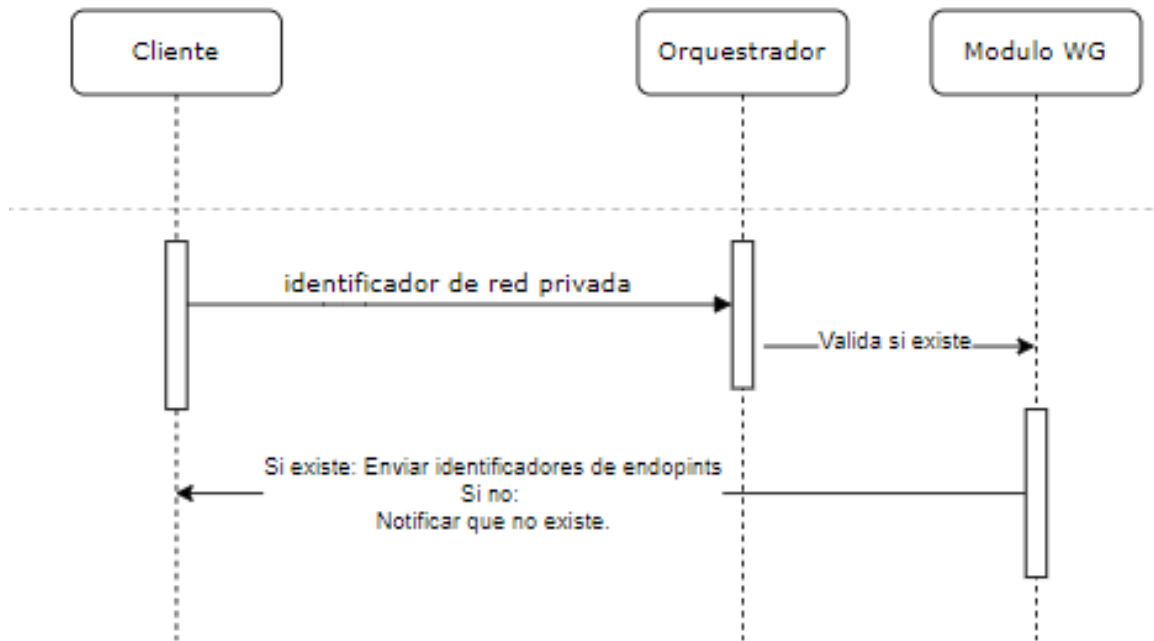 Cliente
Orquestrador
Modulo WG
identificador de red privada
Valida si existe
Si existe: Enviar identificadores de endopints
Si no:
Notificar que no existe.